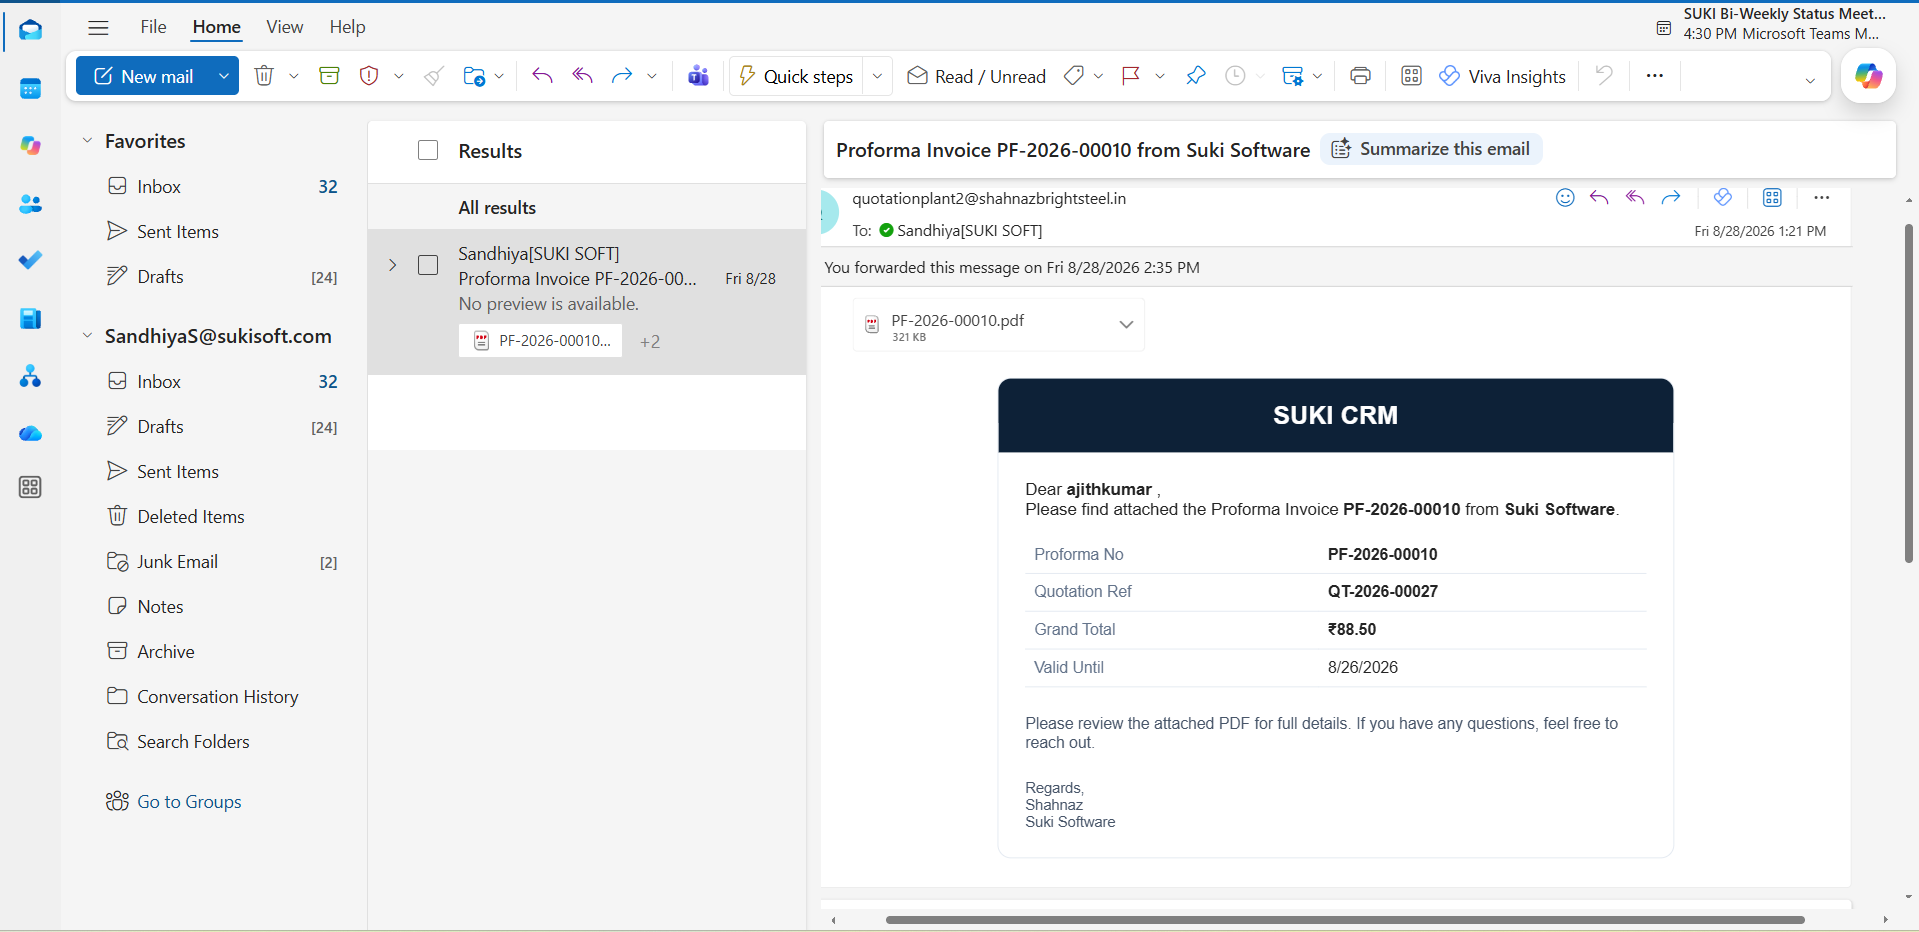 File Home View Help
SUKI Bi-Weekly Status Meet...
4:30 PM Microsoft Teams M...
New mail
Quick steps
Read / Unread
Viva Insights
Favorites
Inbox 32
Sent Items
Drafts [24]
SandhiyaS@sukisoft.com
Inbox 32
Drafts [24]
Sent Items
Deleted Items
Junk Email [2]
Notes
Archive
Conversation History
Search Folders
Go to Groups
Results
All results
Sandhiya[SUKI SOFT]
Proforma Invoice PF-2026-00... Fri 8/28
No preview is available.
PF-2026-00010... +2
Proforma Invoice PF-2026-00010 from Suki Software Summarize this email
quotationplant2@shahnazbrightsteel.in
To: Sandhiya[SUKI SOFT] Fri 8/28/2026 1:21 PM
You forwarded this message on Fri 8/28/2026 2:35 PM
PF-2026-00010.pdf
321 KB
SUKI CRM
Dear ajithkumar ,
Please find attached the Proforma Invoice PF-2026-00010 from Suki Software.
Proforma No PF-2026-00010
Quotation Ref QT-2026-00027
Grand Total ₹88.50
Valid Until 8/26/2026
Please review the attached PDF for full details. If you have any questions, feel free to
reach out.
Regards,
Shahnaz
Suki Software